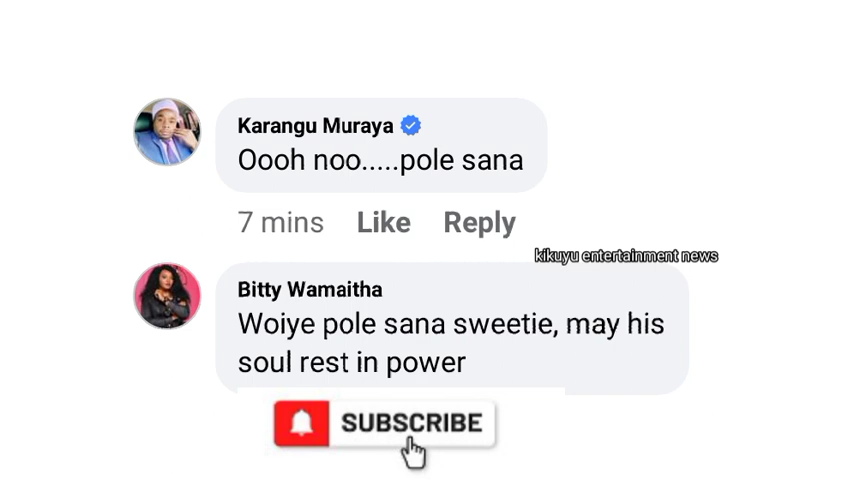 Karangu Muraya
Oooh noo.....pole sana
7 mins Like Reply
kikuyu entertainment news
Bitty Wamaitha
Woiye pole sana sweetie, may his
soul rest in power
SUBSCRIBE